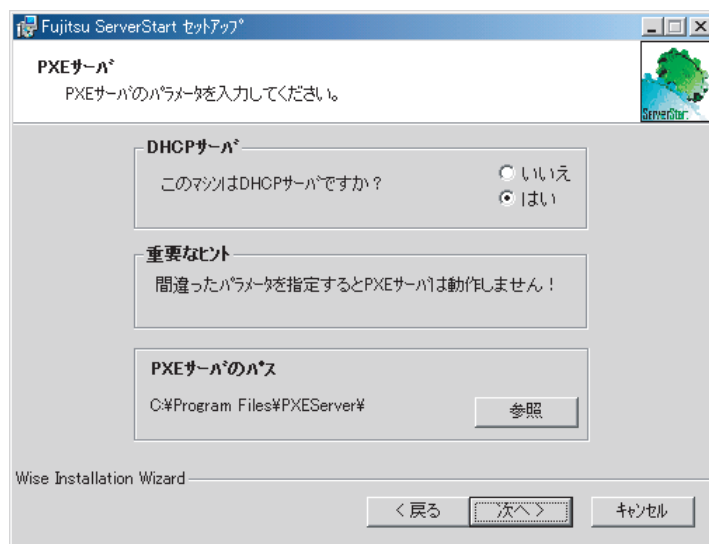 Fujitsu ServerStart ｾｯﾄｱｯﾌﾟ
PXEｻｰﾊﾞ
PXEｻｰﾊﾞのﾊﾟﾗﾒｰﾀを入力してください。
ServerStart
DHCPｻｰﾊﾞ
このﾏｼﾝはDHCPｻｰﾊﾞですか？
いいえ
はい
重要なﾋﾝﾄ
間違ったﾊﾟﾗﾒｰﾀを指定するとPXEｻｰﾊﾞは動作しません！
PXEｻｰﾊﾞのﾊﾟｽ
C:¥Program Files¥PXEServer¥
参照
Wise Installation Wizard
< 戻る
次へ >
ｷｬﾝｾﾙ